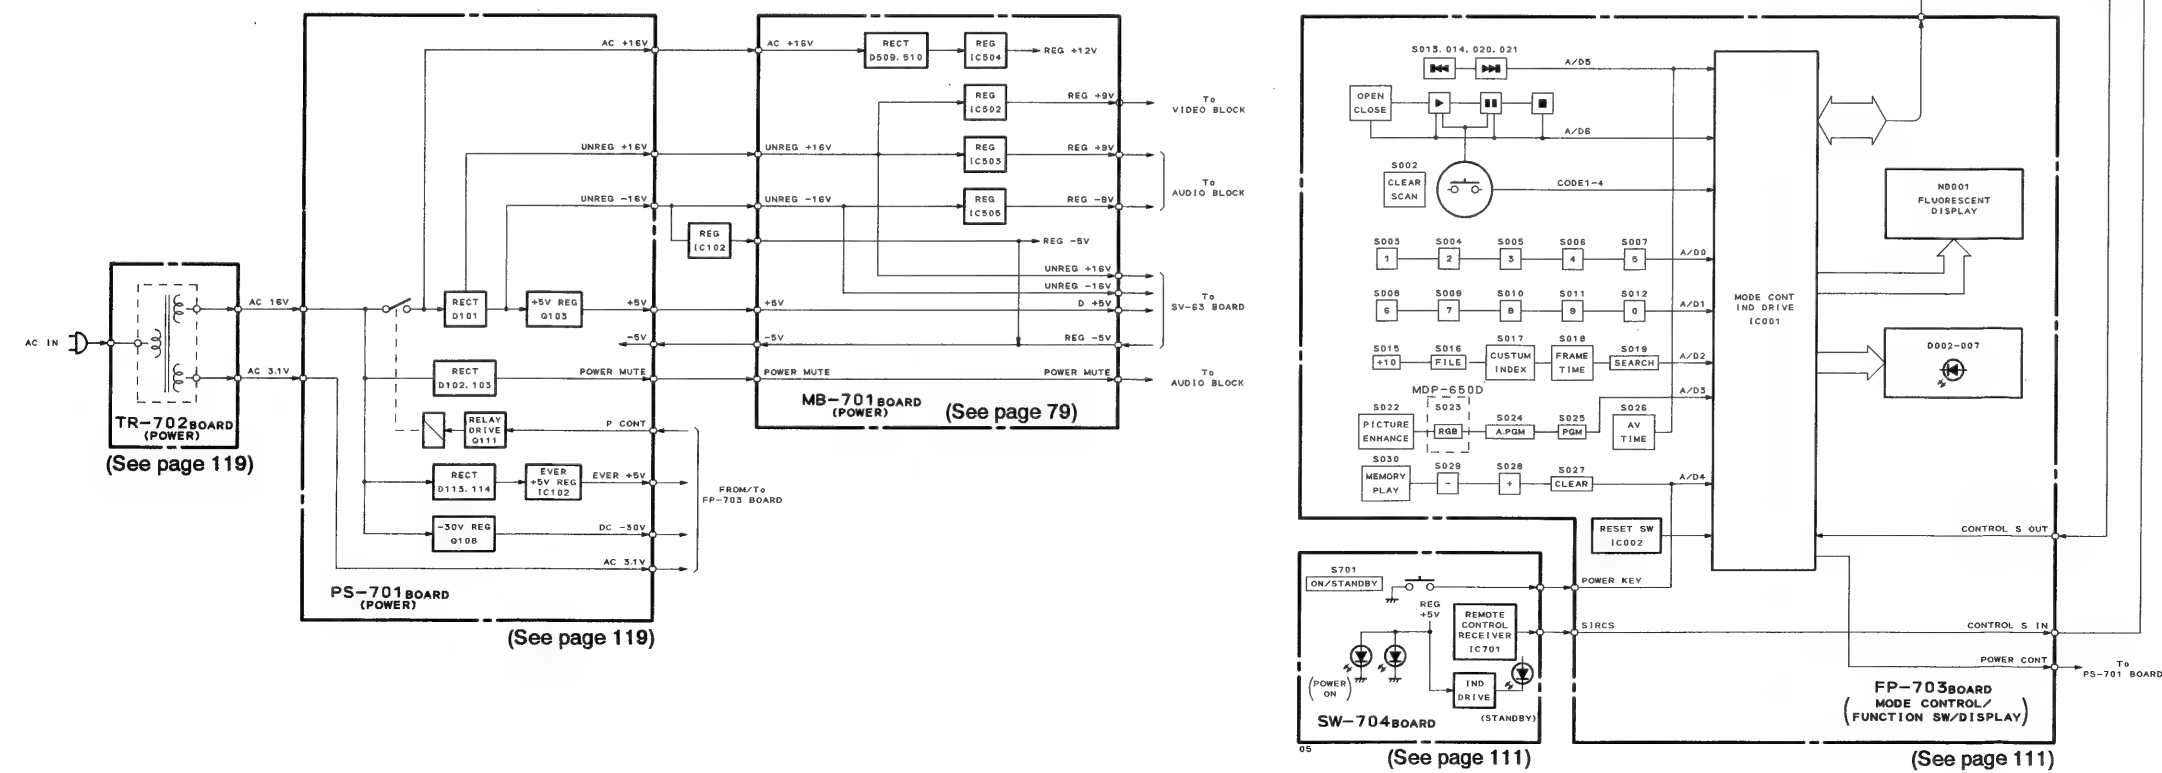 AC IN
AC 16V
AC 3.1V
TR-702 BOARD
(POWER)
(See page 119)
AC +16V
UNREG +16V
UNREG -16V
REG
IC102
RECT
D101
+5V REG
Q103
+5V
-5V
RECT
D102.103
POWER MUTE
RELAY
DRIVE
Q111
P CONT
RECT
D113.114
EVER
+5V REG
IC102
EVER +5V
-30V REG
Q108
DC -30V
AC 3.1V
FROM/To
FP-703 BOARD
PS-701 BOARD
(POWER)
(See page 119)
AC +16V
RECT
D509.510
REG
IC504
REG +12V
REG
IC502
REG +9V
To
VIDEO BLOCK
UNREG +16V
REG
IC503
REG +9V
To
AUDIO BLOCK
UNREG -16V
REG
IC505
REG -9V
REG -5V
UNREG +16V
UNREG -16V
+5V
D +5V
To
SV-63 BOARD
-5V
REG -5V
POWER MUTE
POWER MUTE
To
AUDIO BLOCK
MB-701 BOARD
(POWER)
(See page 79)
S013.014.020.021
A/D5
OPEN
CLOSE
A/D6
S002
CLEAR
SCAN
CODE1-4
S003 S004 S005 S006 S007
1 2 3 4 5
A/D0
S008 S009 S010 S011 S012
6 7 8 9 0
A/D1
S015 S016 S017 S018 S019
+10 FILE CUSTUM INDEX FRAME TIME SEARCH
A/D2
MDP-650D
A/D3
S022 S023 S024 S025 S026
PICTURE ENHANCE RGB A.PGM PGM AV TIME
S030 S029 S028 S027
MEMORY PLAY - + CLEAR
A/D4
RESET SW
IC002
MODE CONT
IND DRIVE
IC001
ND001
FLUORESCENT
DISPLAY
D002-007
CONTROL S OUT
S701
ON/STANDBY
POWER KEY
REG
+5V
REMOTE
CONTROL
RECEIVER
IC701
SIRCS
CONTROL S IN
(POWER
ON)
IND
DRIVE
(STANDBY)
SW-704 BOARD
05
(See page 111)
POWER CONT
To
PS-701 BOARD
FP-703 BOARD
(MODE CONTROL/
FUNCTION SW/DISPLAY)
(See page 111)